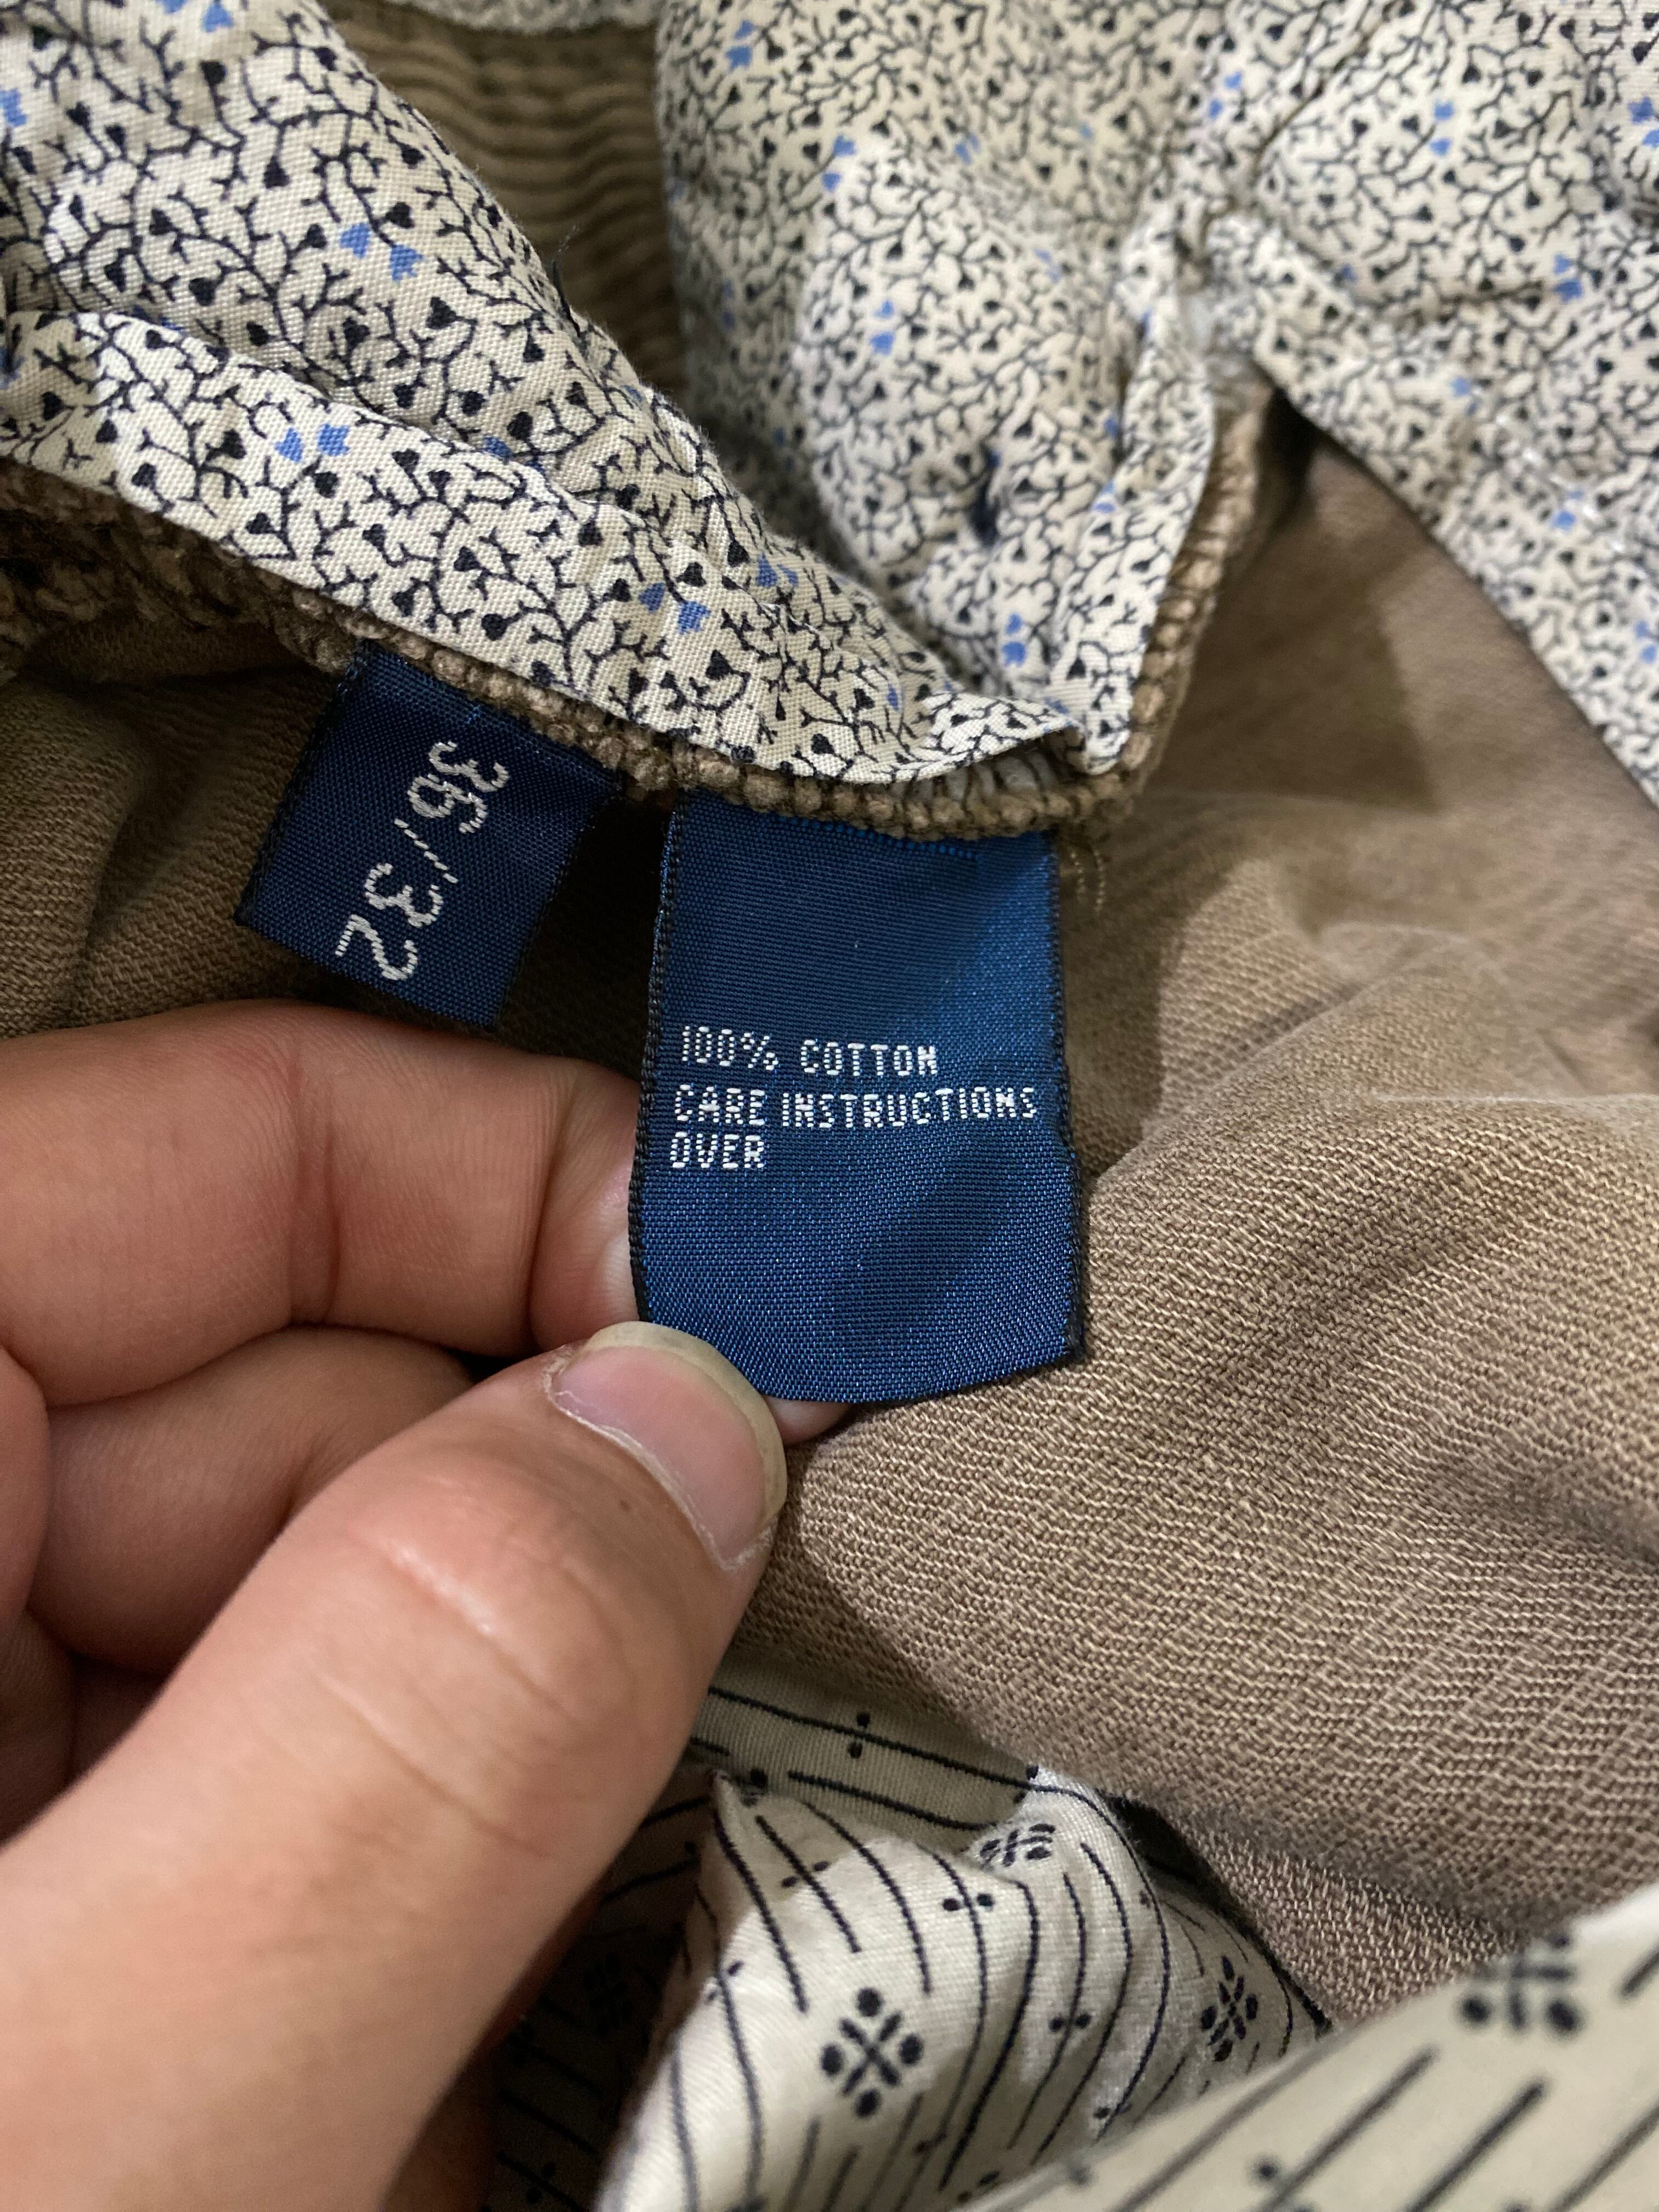 36/32
100% COTTON
CARE INSTRUCTIONS
OVER